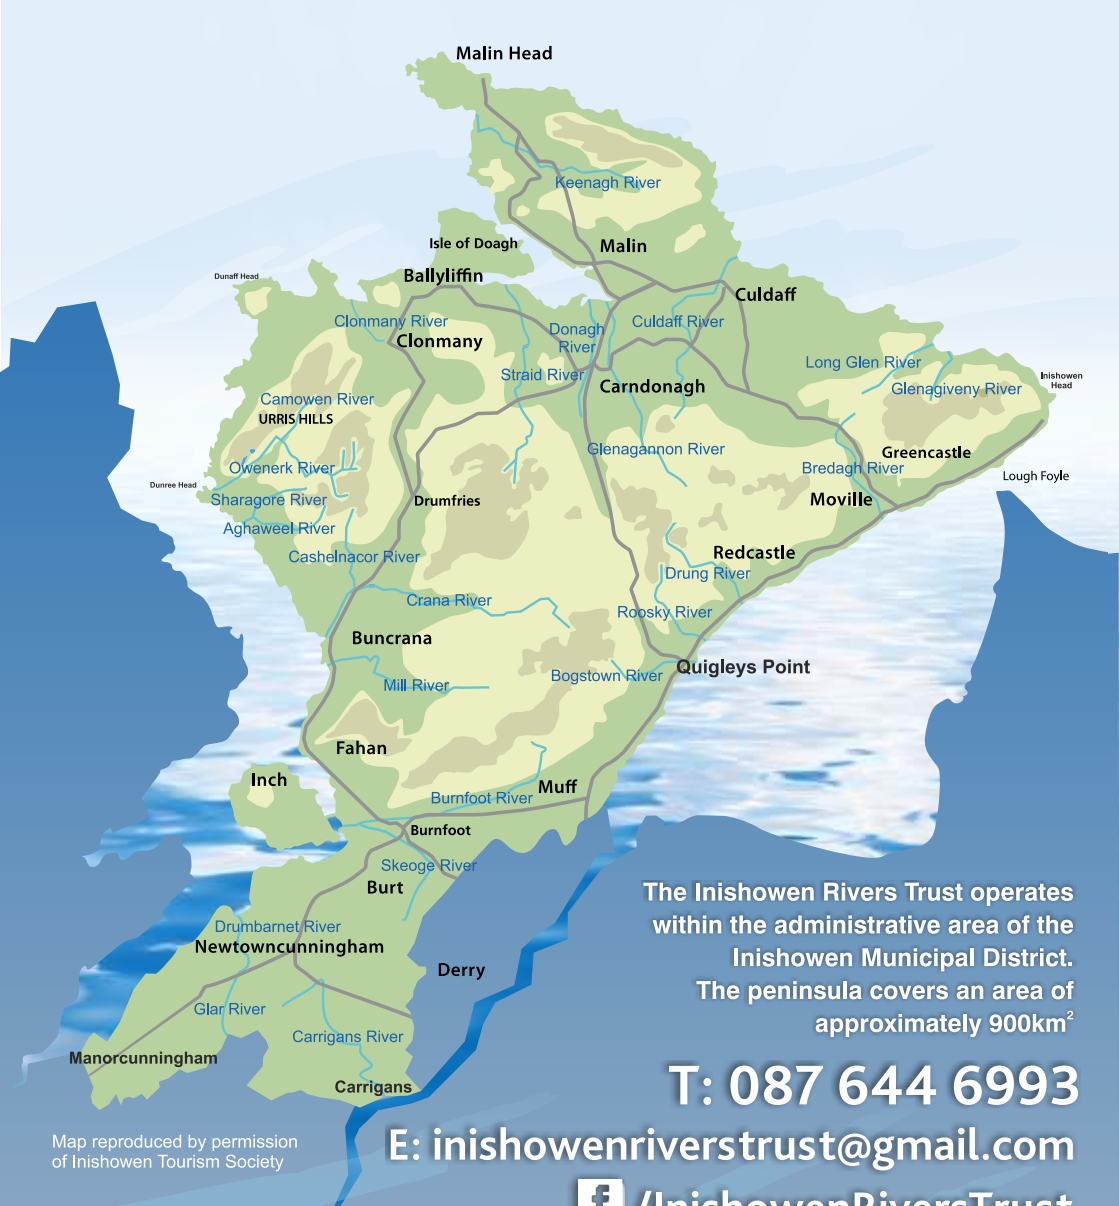 Malin Head
Keenagh River
Isle of Doagh
Malin
Ballyliffin
Dunaff Head
Culdaff
Clonmany River
Donagh
River
Culdaff River
Clonmany
Long Glen River
Straid River
Inishowen
Head
Carndonagh
Glenagiveny River
Camowen River
URRIS HILLS
Glenagannon River
Greencastle
Owenerk River
Bredagh River
Lough Foyle
Dunree Head
Sharagore River
Drumfries
Moville
Aghaweel River
Cashelnacor River
Redcastle
Drung River
Crana River
Roosky River
Buncrana
Quigleys Point
Bogstown River
Mill River
Fahan
Inch
Muff
Burnfoot River
Burnfoot
Skeoge River
Burt
Drumbarnet River
Newtowncunningham
Derry
Glar River
Carrigans River
Manorcunningham
Carrigans
The Inishowen Rivers Trust operates
within the administrative area of the
Inishowen Municipal District.
The peninsula covers an area of
approximately 900km²
T: 087 644 6993
E: inishowenriverstrust@gmail.com
Map reproduced by permission
of Inishowen Tourism Society
f /InishowenRiversTrust